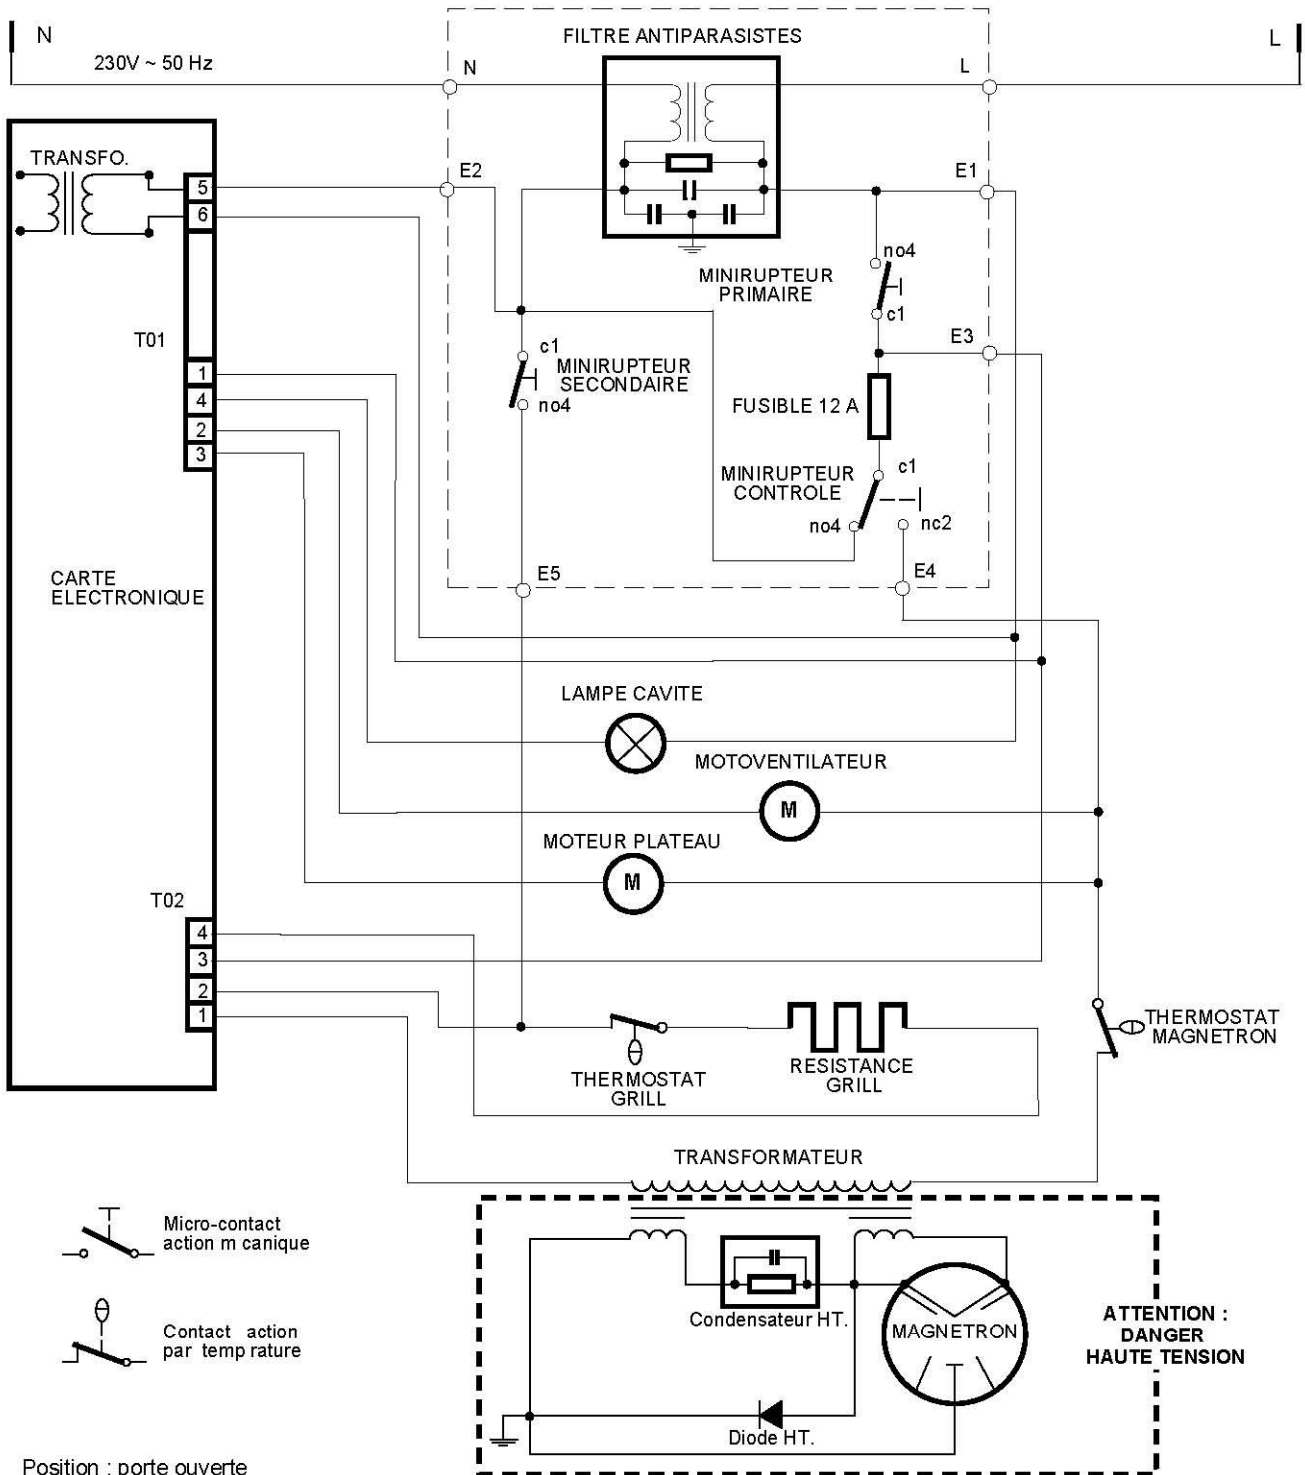 N
L
FILTRE ANTIPARASISTES
230V ~ 50 Hz
N
L
TRANSFO.
E2
E1
5
6
no4
MINIRUPTEUR
PRIMAIRE
c1
T01
E3
c1
MINIRUPTEUR
SECONDAIRE
no4
1
4
2
3
FUSIBLE 12 A
MINIRUPTEUR
CONTROLE
c1
no4
nc2
E5
E4
CARTE
ELECTRONIQUE
LAMPE CAVITE
MOTOVENTILATEUR
M
MOTEUR PLATEAU
M
T02
4
3
2
1
THERMOSTAT
MAGNETRON
THERMOSTAT
GRILL
RESISTANCE
GRILL
TRANSFORMATEUR
Micro-contact
action m canique
Condensateur HT.
MAGNETRON
ATTENTION :
DANGER
HAUTE TENSION
Contact action
par temp rature
Diode HT.
Position : porte ouverte